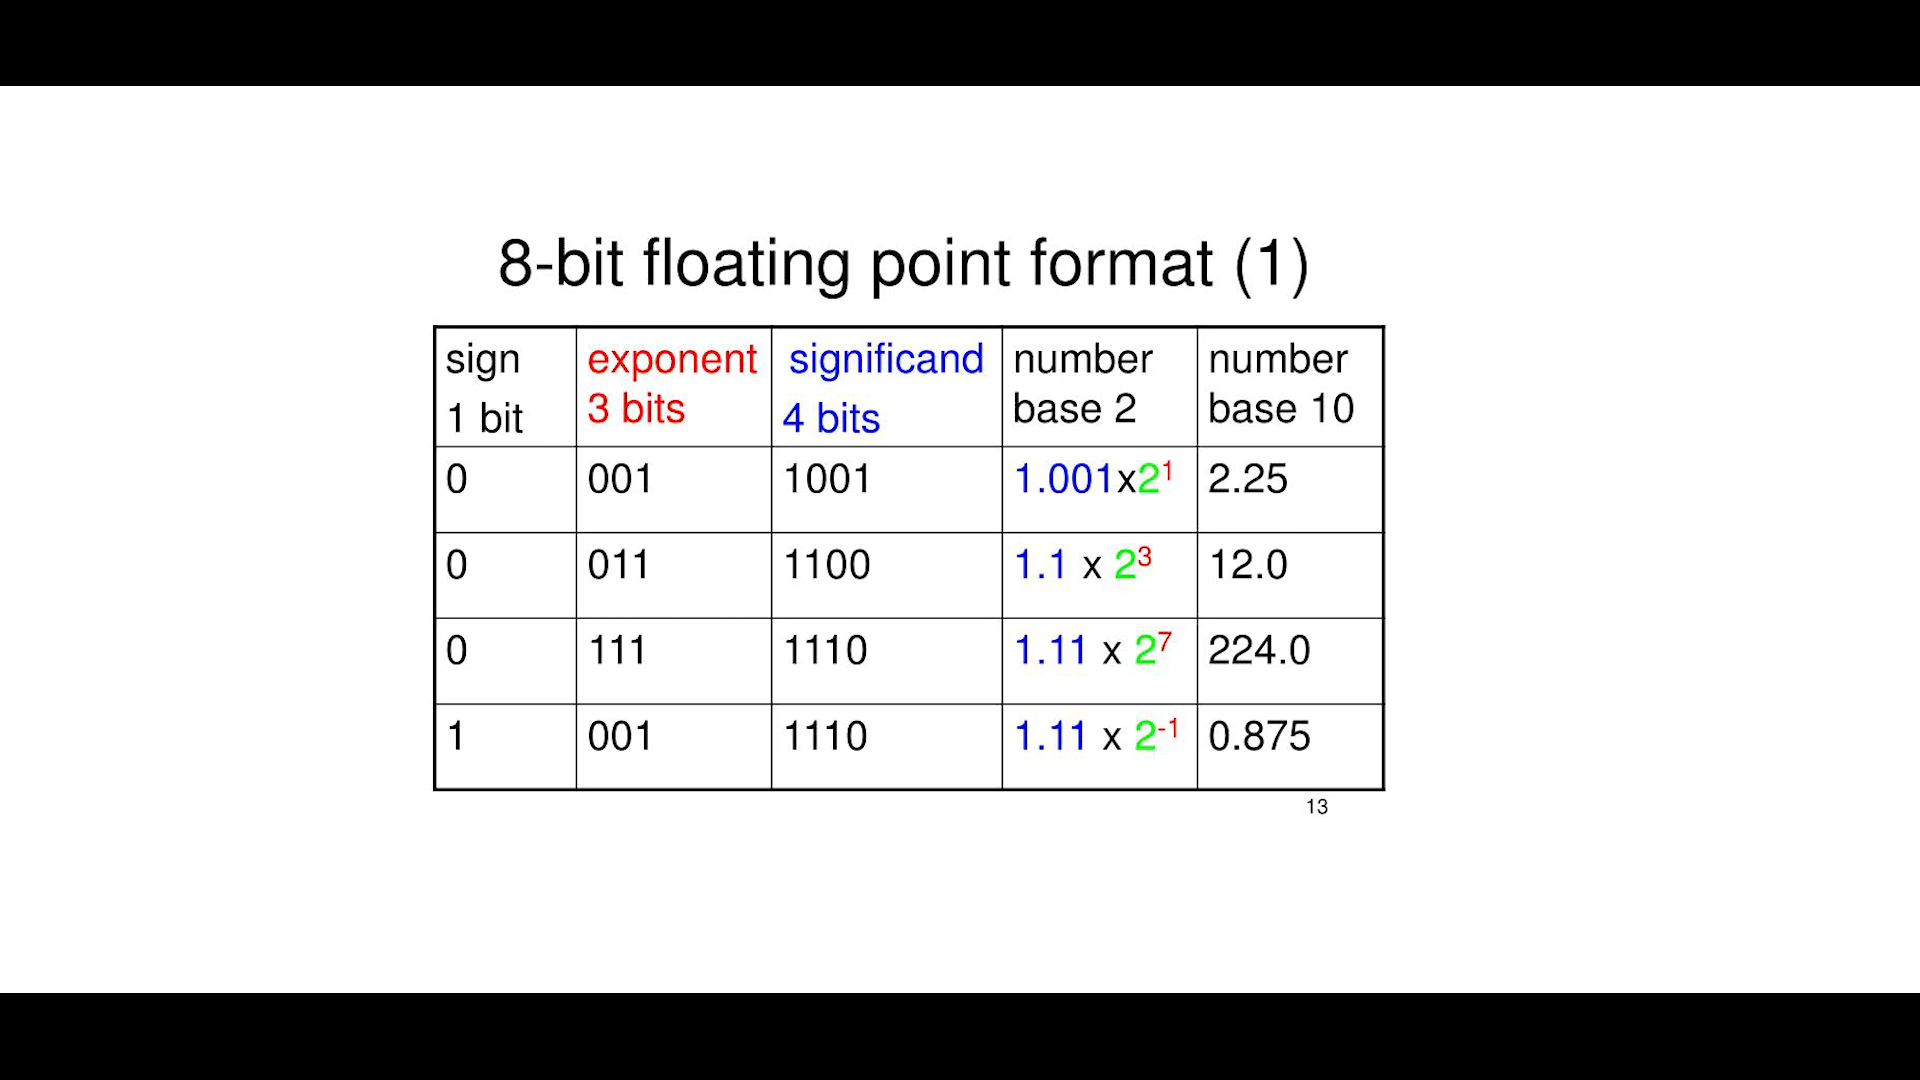 8-bit floating point format (1)
sign exponent significand number number
1 bit 3 bits 4 bits base 2 base 10
0 001 1001 1.001x2¹ 2.25
0 011 1100 1.1 x 2³ 12.0
0 111 1110 1.11 x 2⁷ 224.0
1 001 1110 1.11 x 2⁻¹ 0.875
13